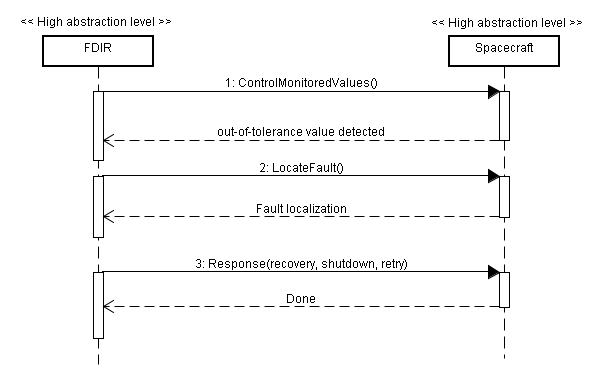 << High abstraction level >>
<< High abstraction level >>
FDIR
Spacecraft
1: ControlMonitoredValues()
out-of-tolerance value detected
2: LocateFault()
Fault localization
3: Response(recovery, shutdown, retry)
Done